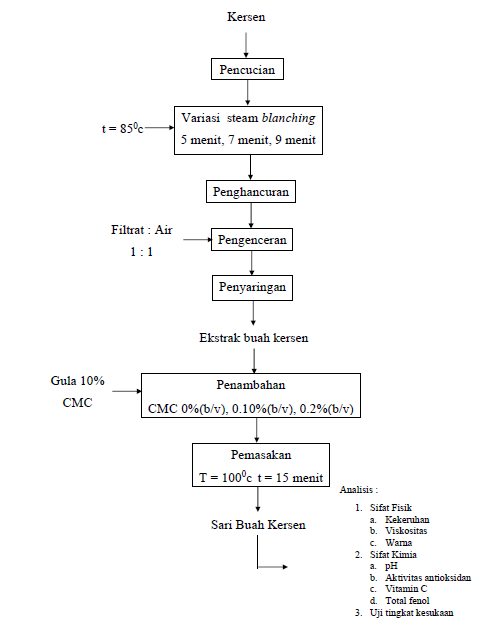 Kersen
Pencucian
t = 85⁰c
Variasi steam blanching
5 menit, 7 menit, 9 menit
Penghancuran
Filtrat : Air
1 : 1
Pengenceran
Penyaringan
Ekstrak buah kersen
Gula 10%
CMC
Penambahan
CMC 0%(b/v), 0.10%(b/v), 0.2%(b/v)
Pemasakan
T = 100⁰c t = 15 menit
Sari Buah Kersen
Analisis :
1. Sifat Fisik
a. Kekeruhan
b. Viskositas
c. Warna
2. Sifat Kimia
a. pH
b. Aktivitas antioksidan
c. Vitamin C
d. Total fenol
3. Uji tingkat kesukaan